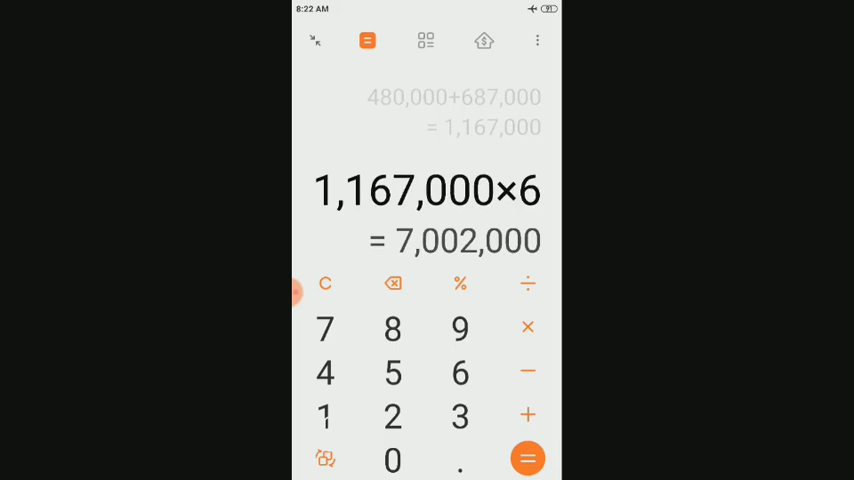 8:22 AM 91
480,000+687,000
= 1,167,000
1,167,000×6
= 7,002,000
C % ÷
7 8 9 ×
4 5 6 −
1 2 3 +
0 . =